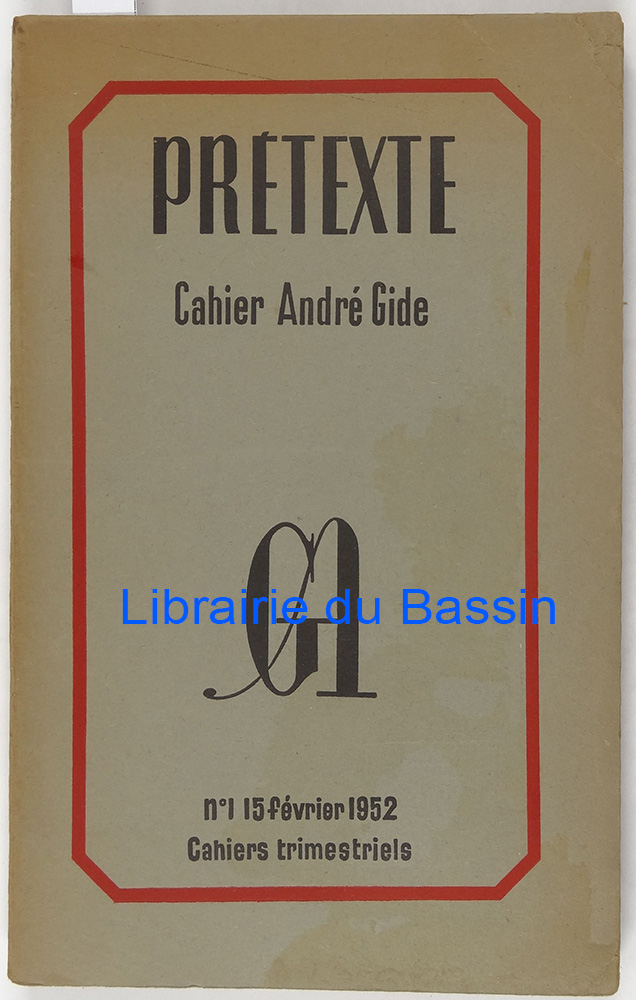 PRÉTEXTE
Cahier André Gide
GA
Librairie du Bassin
n°1 15 février 1952
Cahiers trimestriels